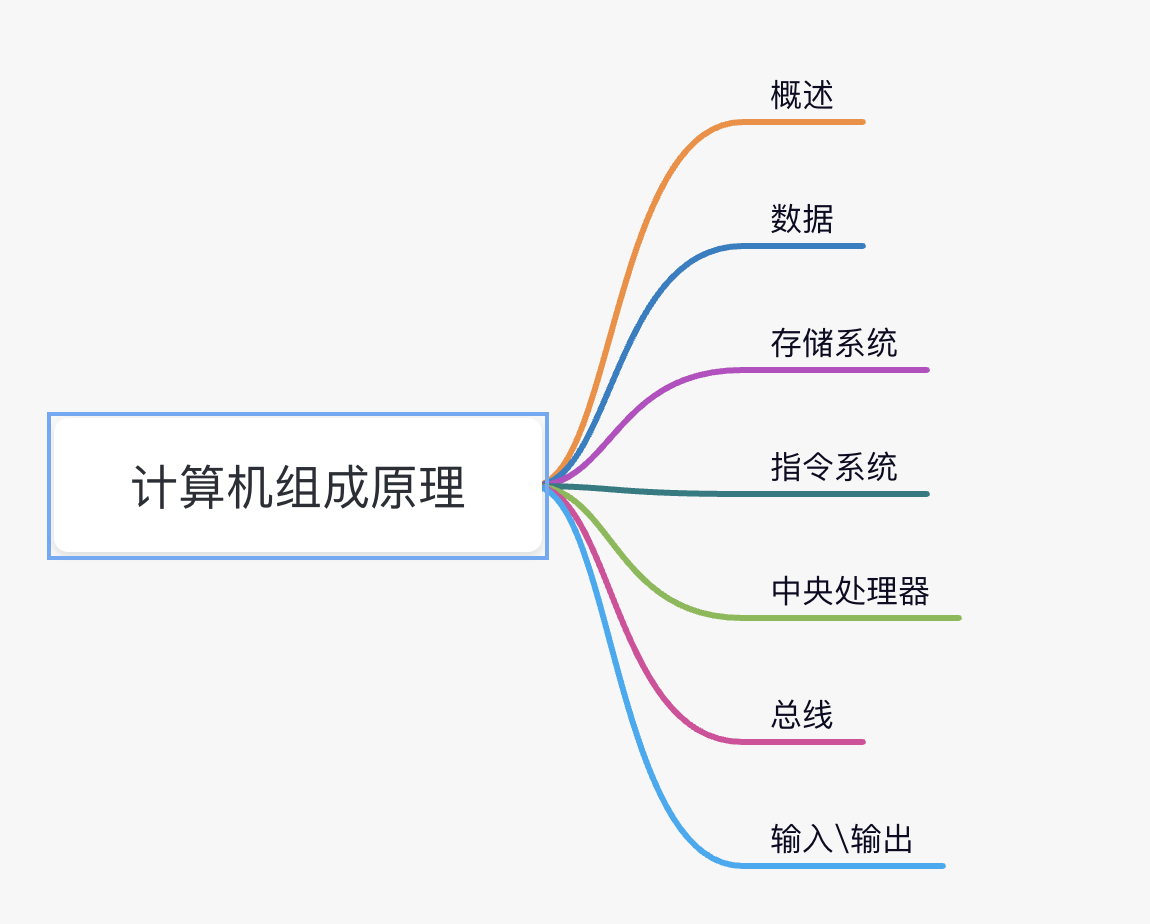 计算机组成原理
概述
数据
存储系统
指令系统
中央处理器
总线
输入\输出